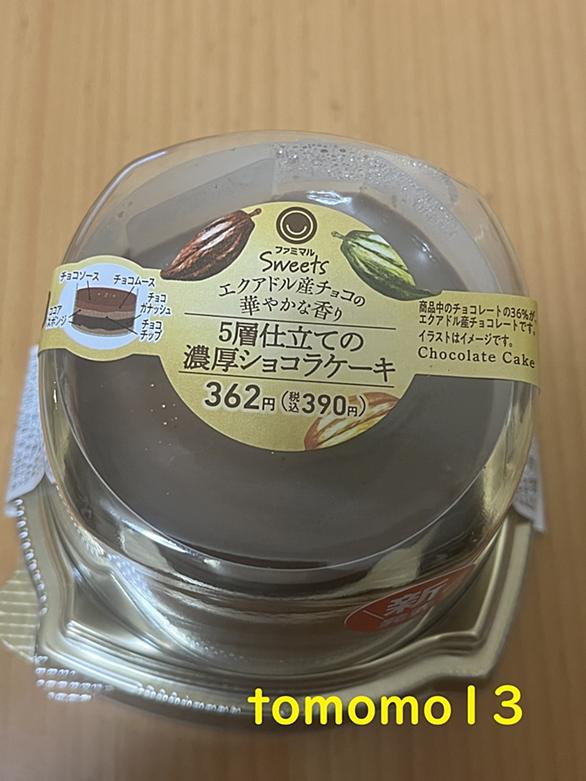 ファミマル
Sweets
エクアドル産チョコの
華やかな香り
5層仕立ての
濃厚ショコラケーキ
362円(税込390円)
チョコソース
チョコムース
チョコ
ガナッシュ
ココア
スポンジ
チョコ
チップ
商品中のチョコレートの36%が、
エクアドル産チョコレートです。
イラストはイメージです。
Chocolate Cake
新
tomomo13